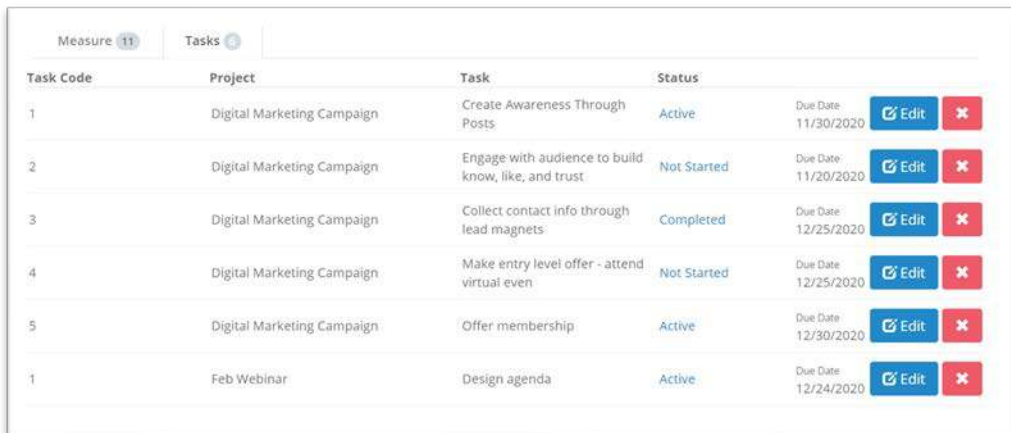 Measure 11 Tasks 6
Task Code Project Task Status
1 Digital Marketing Campaign Create Awareness Through Posts Active Due Date 11/30/2020 Edit
2 Digital Marketing Campaign Engage with audience to build know, like, and trust Not Started Due Date 11/20/2020 Edit
3 Digital Marketing Campaign Collect contact info through lead magnets Completed Due Date 12/25/2020 Edit
4 Digital Marketing Campaign Make entry level offer - attend virtual even Not Started Due Date 12/25/2020 Edit
5 Digital Marketing Campaign Offer membership Active Due Date 12/30/2020 Edit
1 Feb Webinar Design agenda Active Due Date 12/24/2020 Edit